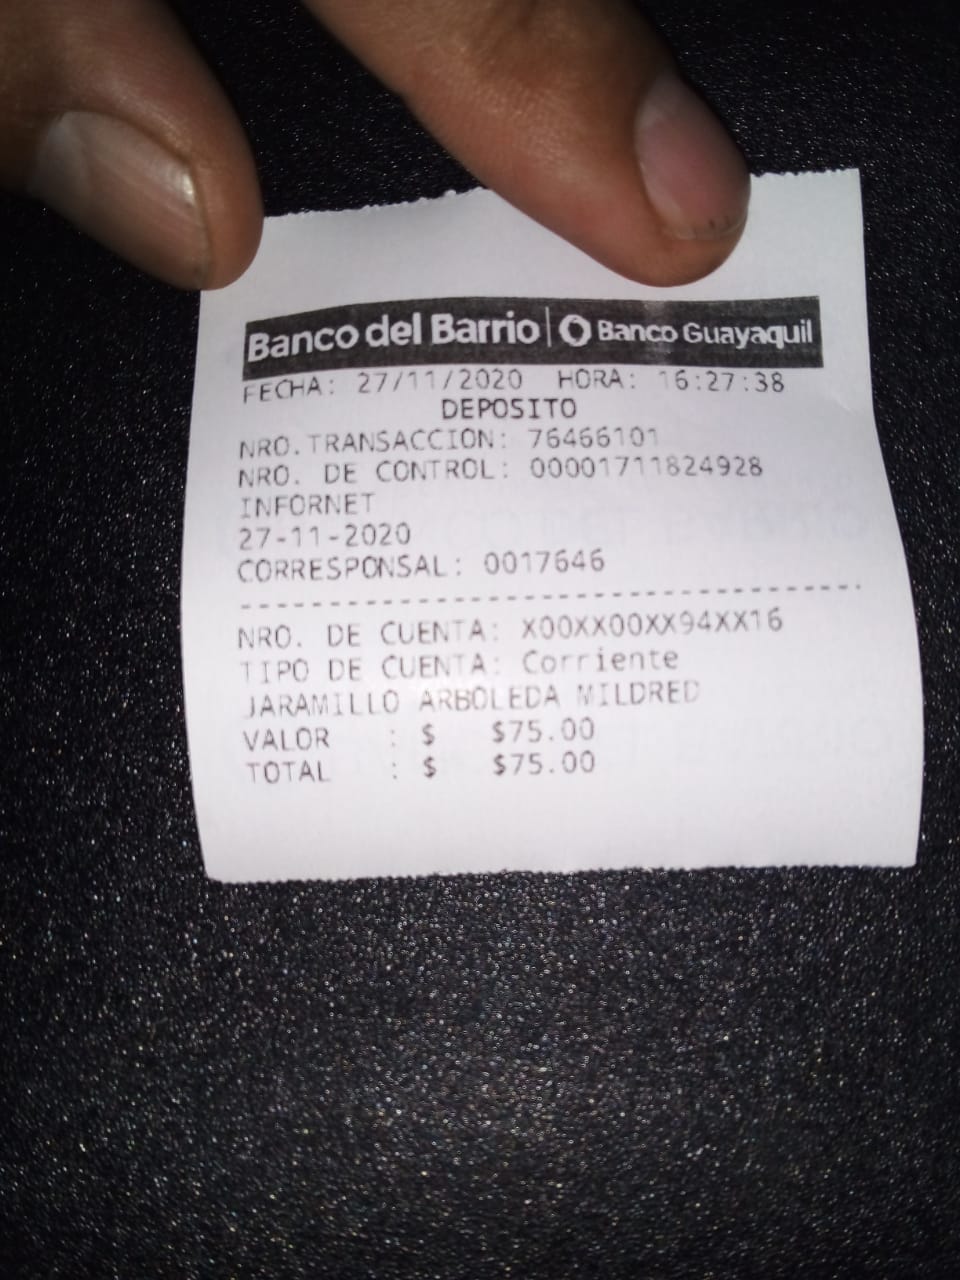 Banco del Barrio | Banco Guayaquil
FECHA: 27/11/2020 HORA: 16:27:38
DEPOSITO
NRO.TRANSACCION: 76466101
NRO. DE CONTROL: 00001711824928
INFORNET
27-11-2020
CORRESPONSAL: 0017646
NRO. DE CUENTA: X00XX00XX94XX16
TIPO DE CUENTA: Corriente
JARAMILLO ARBOLEDA MILDRED
VALOR : $ $75.00
TOTAL : $ $75.00